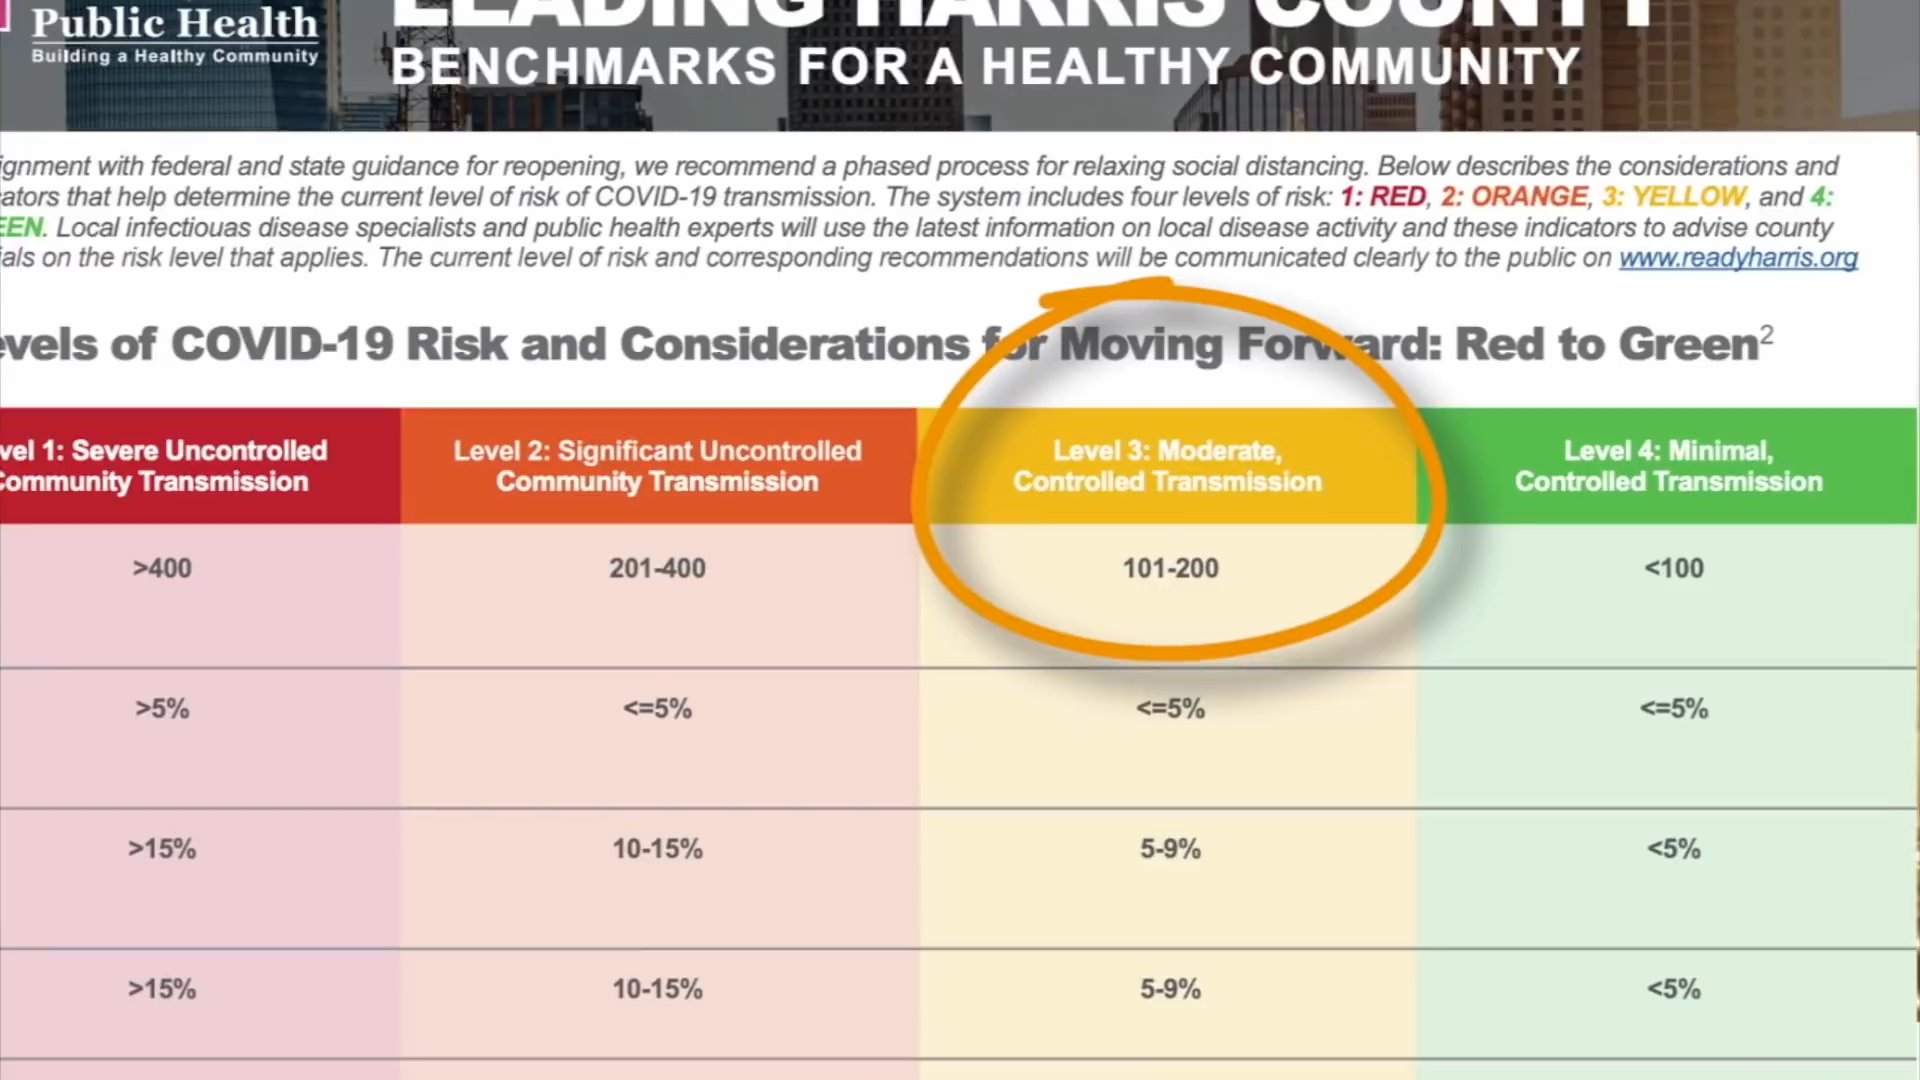 Public Health
Building a Healthy Community
LEADING HARRIS COUNTY
BENCHMARKS FOR A HEALTHY COMMUNITY
ignment with federal and state guidance for reopening, we recommend a phased process for relaxing social distancing. Below describes the considerations and
ators that help determine the current level of risk of COVID-19 transmission. The system includes four levels of risk: 1: RED, 2: ORANGE, 3: YELLOW, and 4:
EEN. Local infectiouas disease specialists and public health experts will use the latest information on local disease activity and these indicators to advise county
ials on the risk level that applies. The current level of risk and corresponding recommendations will be communicated clearly to the public on www.readyharris.org
evels of COVID-19 Risk and Considerations for Moving Forward: Red to Green2
vel 1: Severe Uncontrolled
Community Transmission
Level 2: Significant Uncontrolled
Community Transmission
Level 3: Moderate,
Controlled Transmission
Level 4: Minimal,
Controlled Transmission
>400 201-400 101-200 <100
>5% <=5% <=5% <=5%
>15% 10-15% 5-9% <5%
>15% 10-15% 5-9% <5%